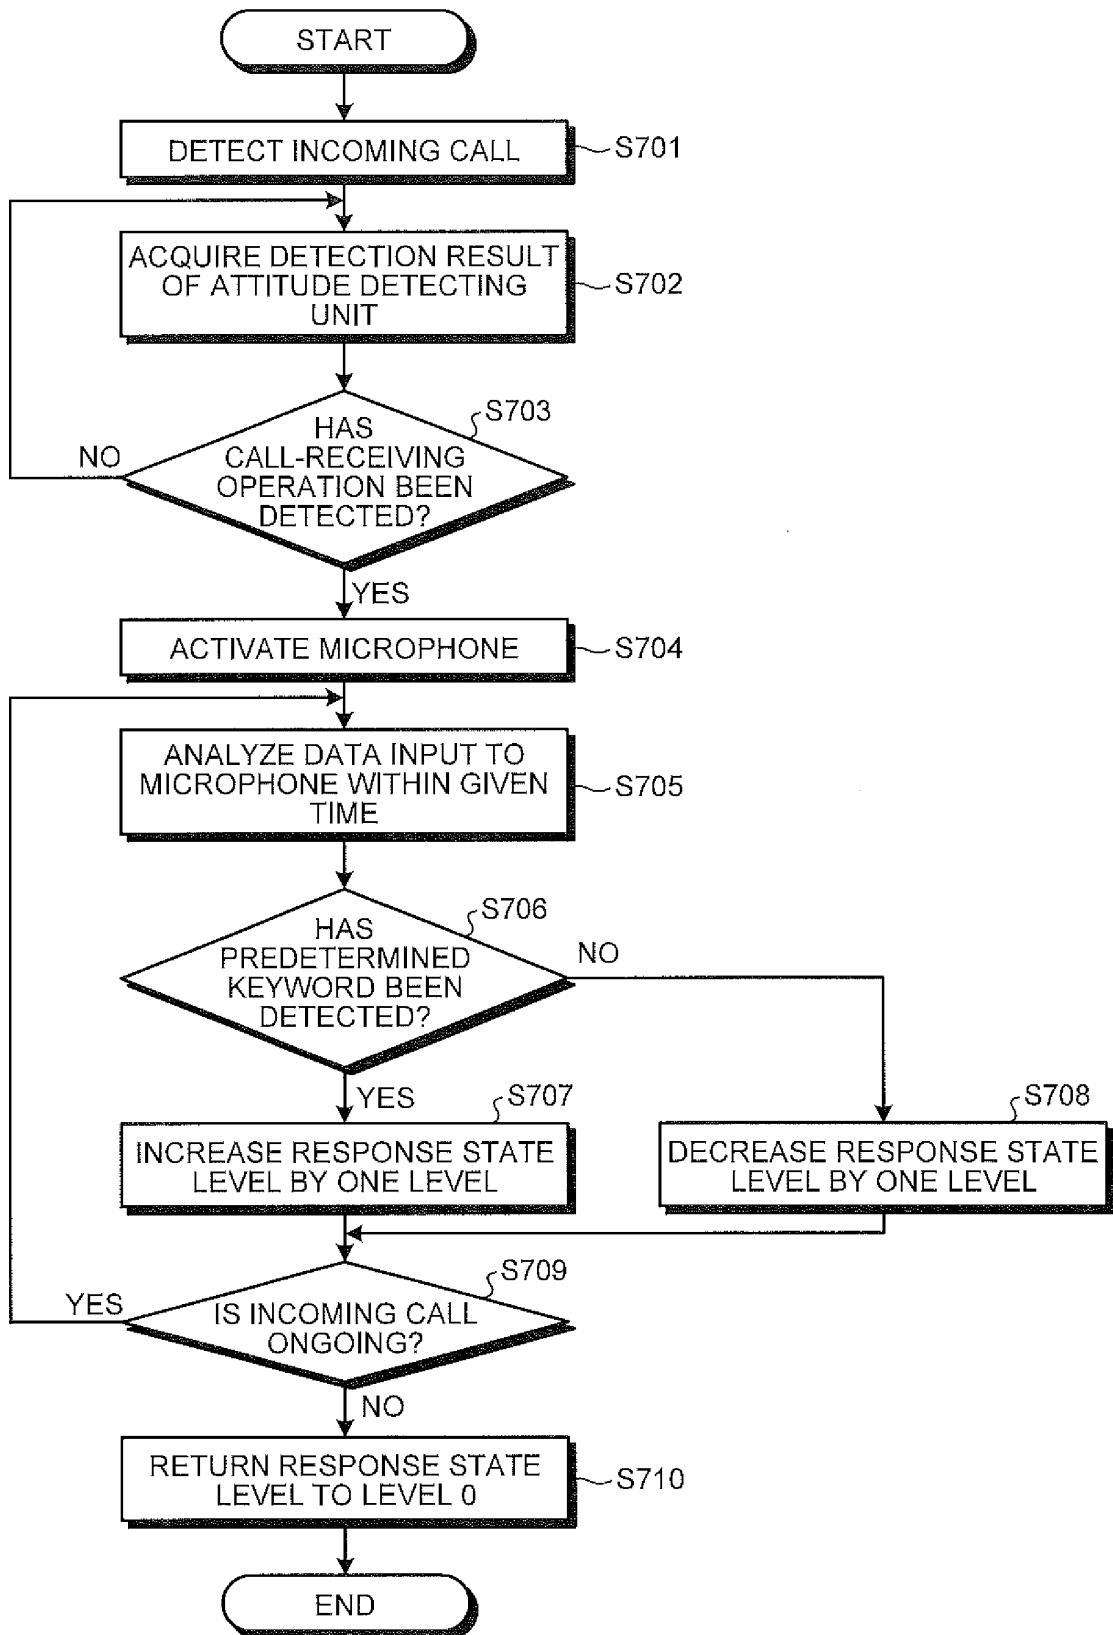 START
DETECT INCOMING CALL
S701
ACQUIRE DETECTION RESULT
OF ATTITUDE DETECTING
UNIT
S702
S703
HAS
CALL-RECEIVING
OPERATION BEEN
DETECTED?
NO
YES
ACTIVATE MICROPHONE
S704
ANALYZE DATA INPUT TO
MICROPHONE WITHIN GIVEN
TIME
S705
S706
HAS
PREDETERMINED
KEYWORD BEEN
DETECTED?
NO
YES
S707
INCREASE RESPONSE STATE
LEVEL BY ONE LEVEL
S708
DECREASE RESPONSE STATE
LEVEL BY ONE LEVEL
S709
IS INCOMING CALL
ONGOING?
YES
NO
RETURN RESPONSE STATE
LEVEL TO LEVEL 0
S710
END